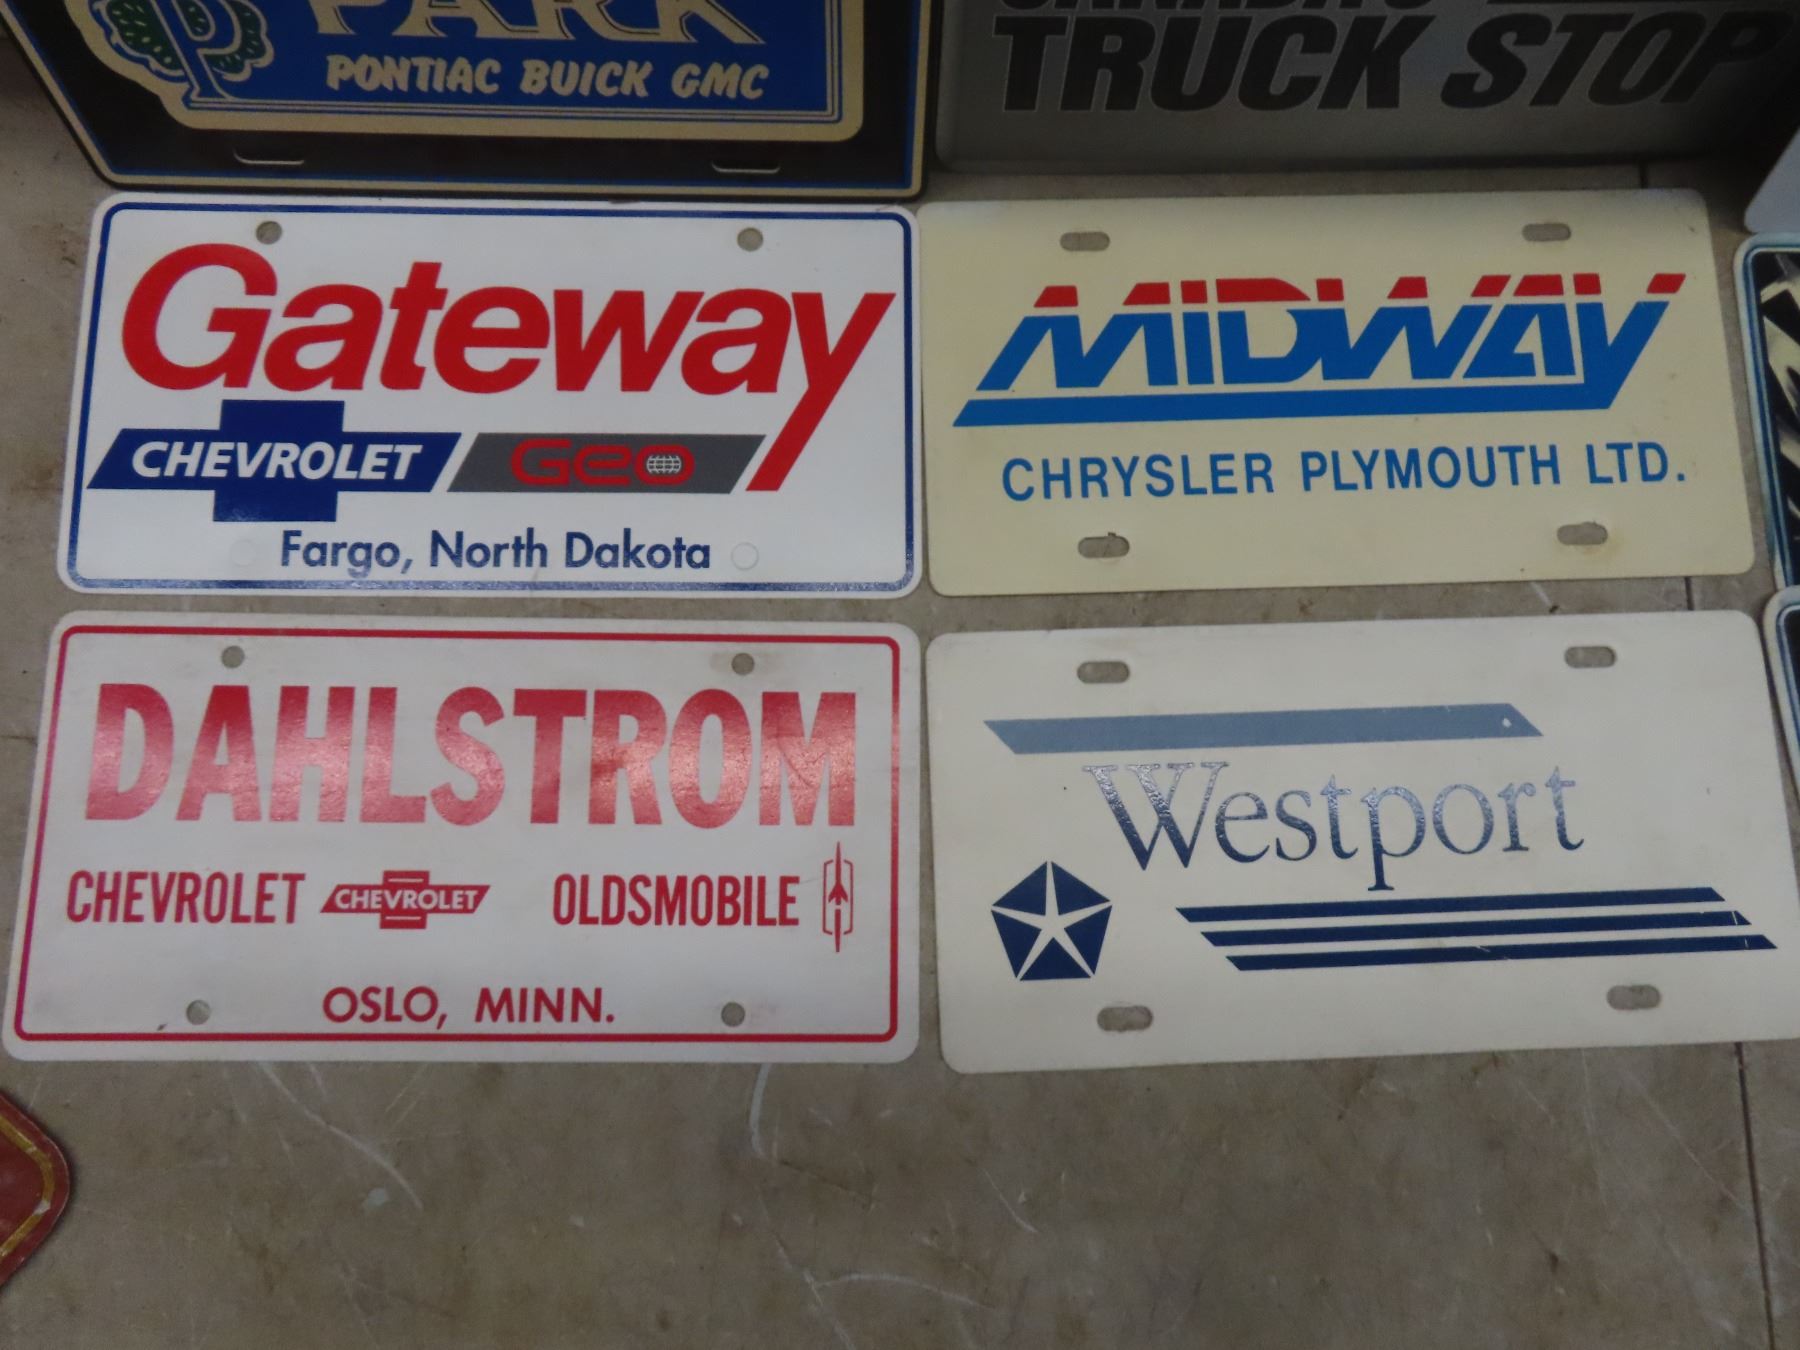 PARK
PONTIAC BUICK GMC
TRUCK STOP
Gateway
CHEVROLET Geo
Fargo, North Dakota
MIDWAY
CHRYSLER PLYMOUTH LTD.
DAHLSTROM
CHEVROLET CHEVROLET OLDSMOBILE
OSLO, MINN.
Westport